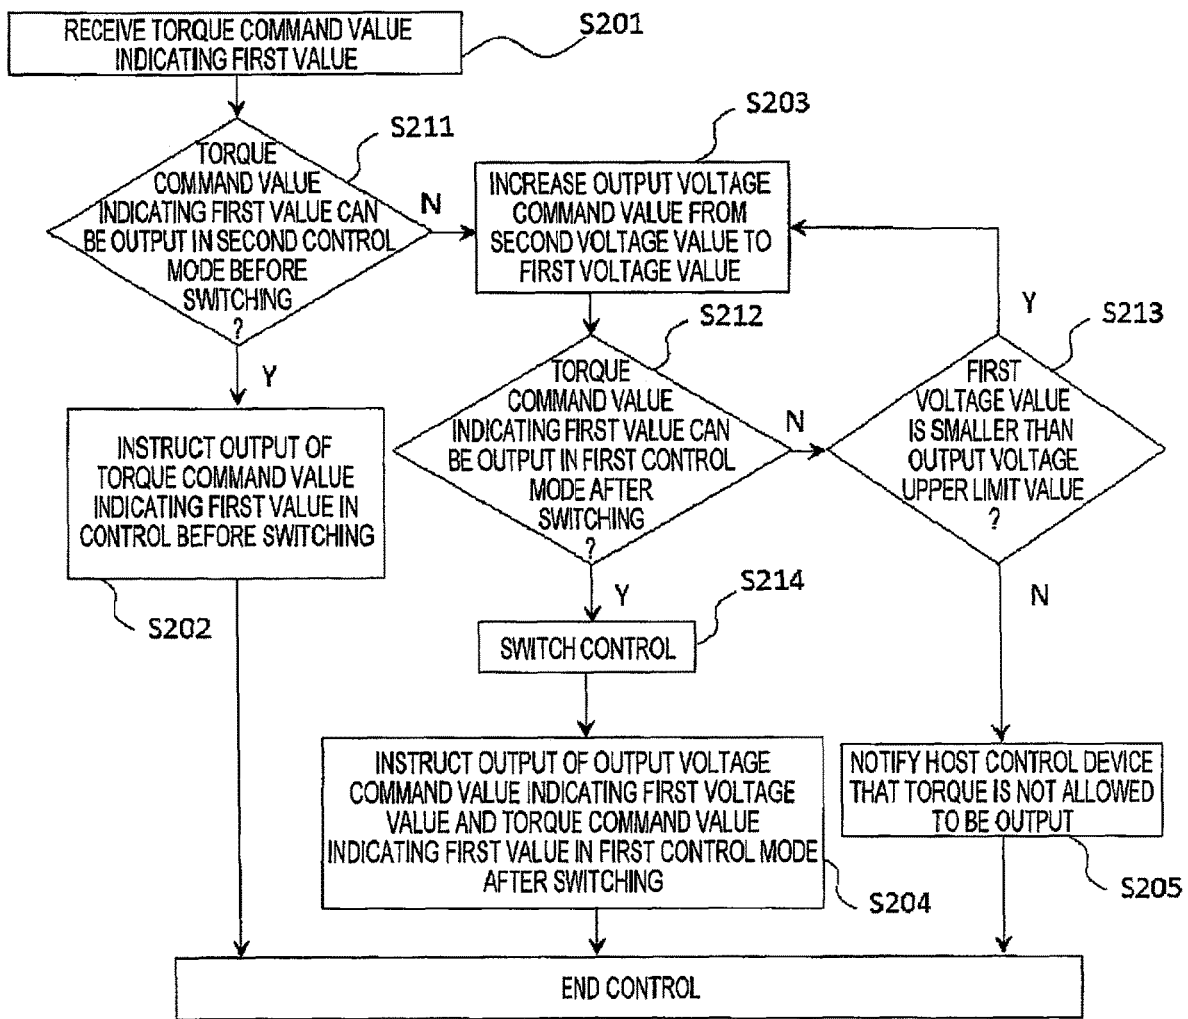 RECEIVE TORQUE COMMAND VALUE
INDICATING FIRST VALUE
S201
S211
TORQUE
COMMAND VALUE
INDICATING FIRST VALUE CAN
BE OUTPUT IN SECOND CONTROL
MODE BEFORE
SWITCHING
?
N
Y
S203
INCREASE OUTPUT VOLTAGE
COMMAND VALUE FROM
SECOND VOLTAGE VALUE TO
FIRST VOLTAGE VALUE
INSTRUCT OUTPUT OF
TORQUE COMMAND VALUE
INDICATING FIRST VALUE IN
CONTROL BEFORE SWITCHING
S202
S212
TORQUE
COMMAND VALUE
INDICATING FIRST VALUE CAN
BE OUTPUT IN FIRST CONTROL
MODE AFTER
SWITCHING
?
N
Y
S213
FIRST
VOLTAGE VALUE
IS SMALLER THAN
OUTPUT VOLTAGE
UPPER LIMIT VALUE
?
Y
N
S214
SWITCH CONTROL
INSTRUCT OUTPUT OF OUTPUT VOLTAGE
COMMAND VALUE INDICATING FIRST VOLTAGE
VALUE AND TORQUE COMMAND VALUE
INDICATING FIRST VALUE IN FIRST CONTROL MODE
AFTER SWITCHING
S204
NOTIFY HOST CONTROL DEVICE
THAT TORQUE IS NOT ALLOWED
TO BE OUTPUT
S205
END CONTROL